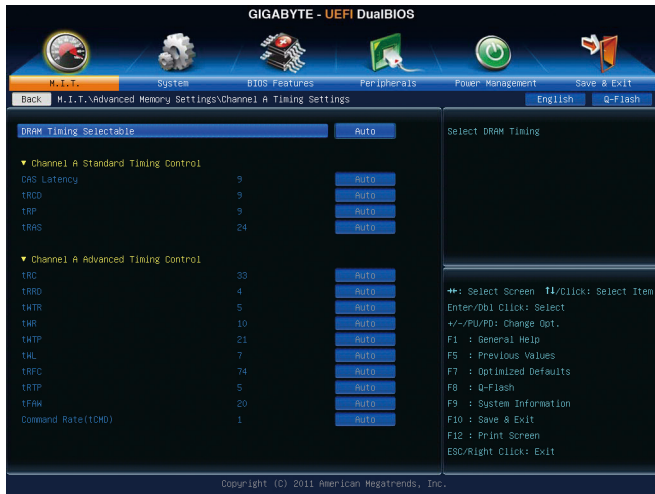 GIGABYTE - UEFI DualBIOS
M.I.T. System BIOS Features Peripherals Power Management Save & Exit
Back M.I.T.\Advanced Memory Settings\Channel A Timing Settings English Q-Flash
DRAM Timing Selectable Auto
▼ Channel A Standard Timing Control
CAS Latency 9 Auto
tRCD 9 Auto
tRP 9 Auto
tRAS 24 Auto
▼ Channel A Advanced Timing Control
tRC 33 Auto
tRRD 4 Auto
tWTR 5 Auto
tWR 10 Auto
tWTP 21 Auto
tWL 7 Auto
tRFC 74 Auto
tRTP 5 Auto
tFAW 20 Auto
Command Rate(tCMD) 1 Auto
Select DRAM Timing
→←: Select Screen ↑↓/Click: Select Item
Enter/Dbl Click: Select
+/-/PU/PD: Change Opt.
F1 : General Help
F5 : Previous Values
F7 : Optimized Defaults
F8 : Q-Flash
F9 : System Information
F10 : Save & Exit
F12 : Print Screen
ESC/Right Click: Exit
Copyright (C) 2011 American Megatrends, Inc.